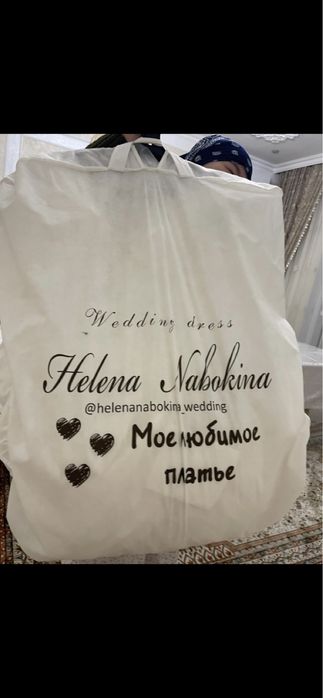 Wedding dress
Helena Nabokina
@helenanabokina_wedding
Мое любимое
платье